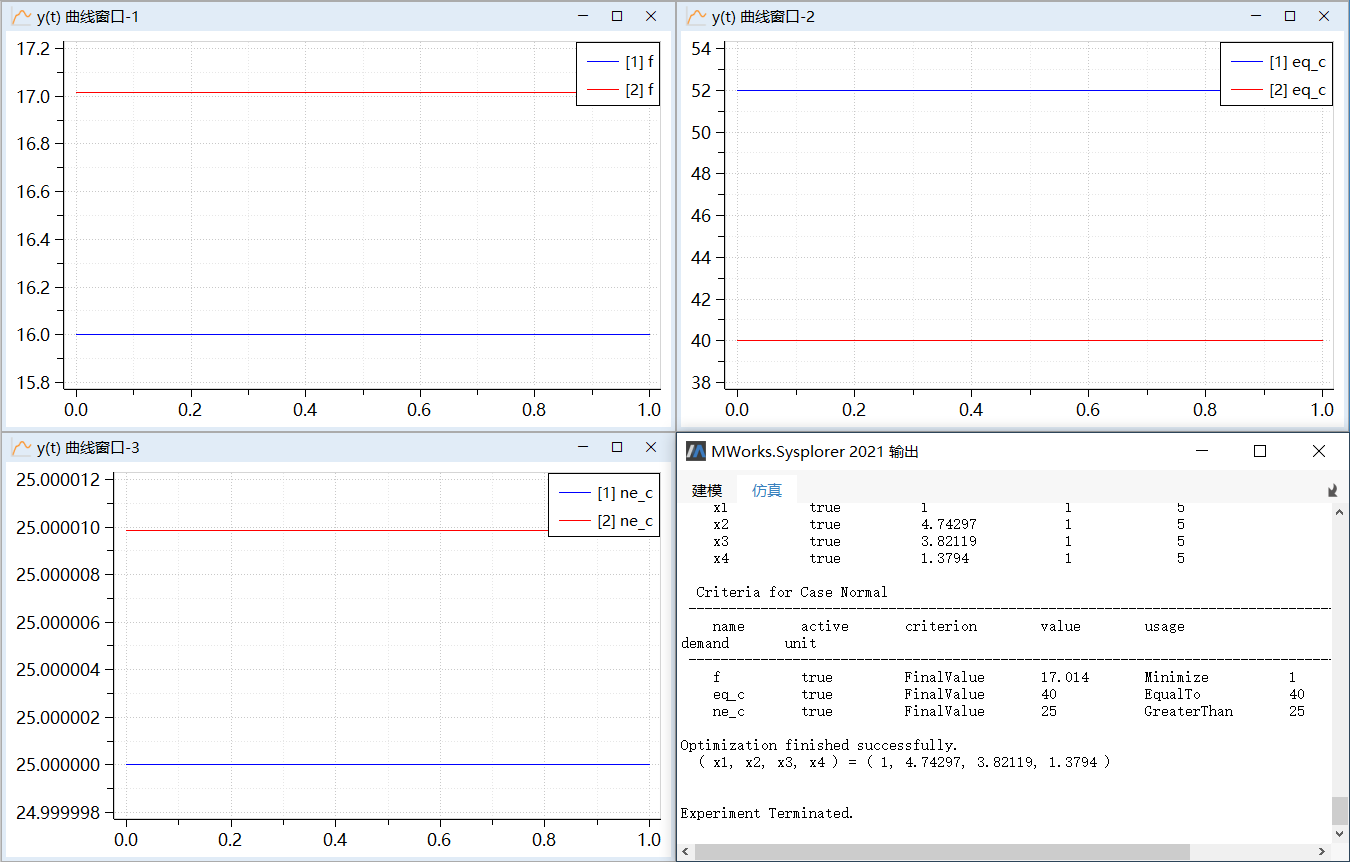 y(t) 曲线窗口-1
17.2
17.0
16.8
16.6
16.4
16.2
16.0
15.8
0.0 0.2 0.4 0.6 0.8 1.0
[1] f
[2] f
y(t) 曲线窗口-2
54
52
50
48
46
44
42
40
38
0.0 0.2 0.4 0.6 0.8 1.0
[1] eq_c
[2] eq_c
y(t) 曲线窗口-3
25.000012
25.000010
25.000008
25.000006
25.000004
25.000002
25.000000
24.999998
0.0 0.2 0.4 0.6 0.8 1.0
[1] ne_c
[2] ne_c
MWorks.Sysplorer 2021 输出
建模 仿真
x1 true 1 1 5
x2 true 4.74297 1 5
x3 true 3.82119 1 5
x4 true 1.3794 1 5
Criteria for Case Normal
name active criterion value usage
demand unit
f true FinalValue 17.014 Minimize 1
eq_c true FinalValue 40 EqualTo 40
ne_c true FinalValue 25 GreaterThan 25
Optimization finished successfully.
( x1, x2, x3, x4 ) = ( 1, 4.74297, 3.82119, 1.3794 )
Experiment Terminated.